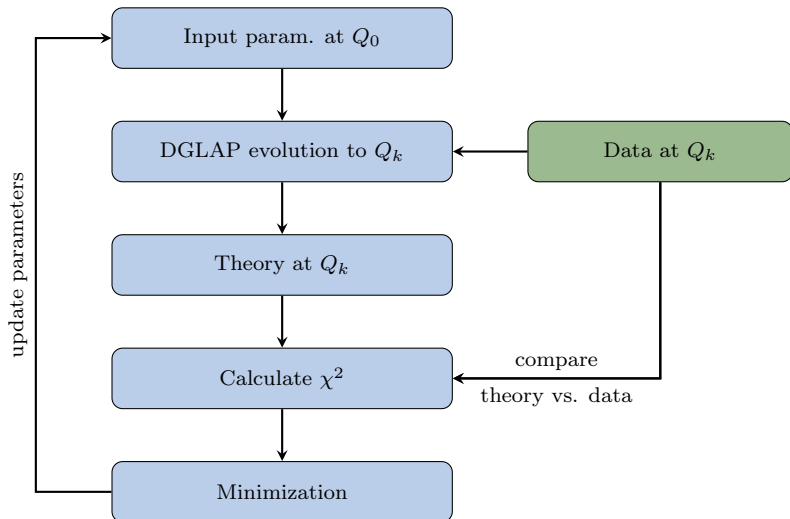 Input param. at Q₀
DGLAP evolution to Qₖ
Data at Qₖ
Theory at Qₖ
update parameters
compare
Calculate χ²
theory vs. data
Minimization